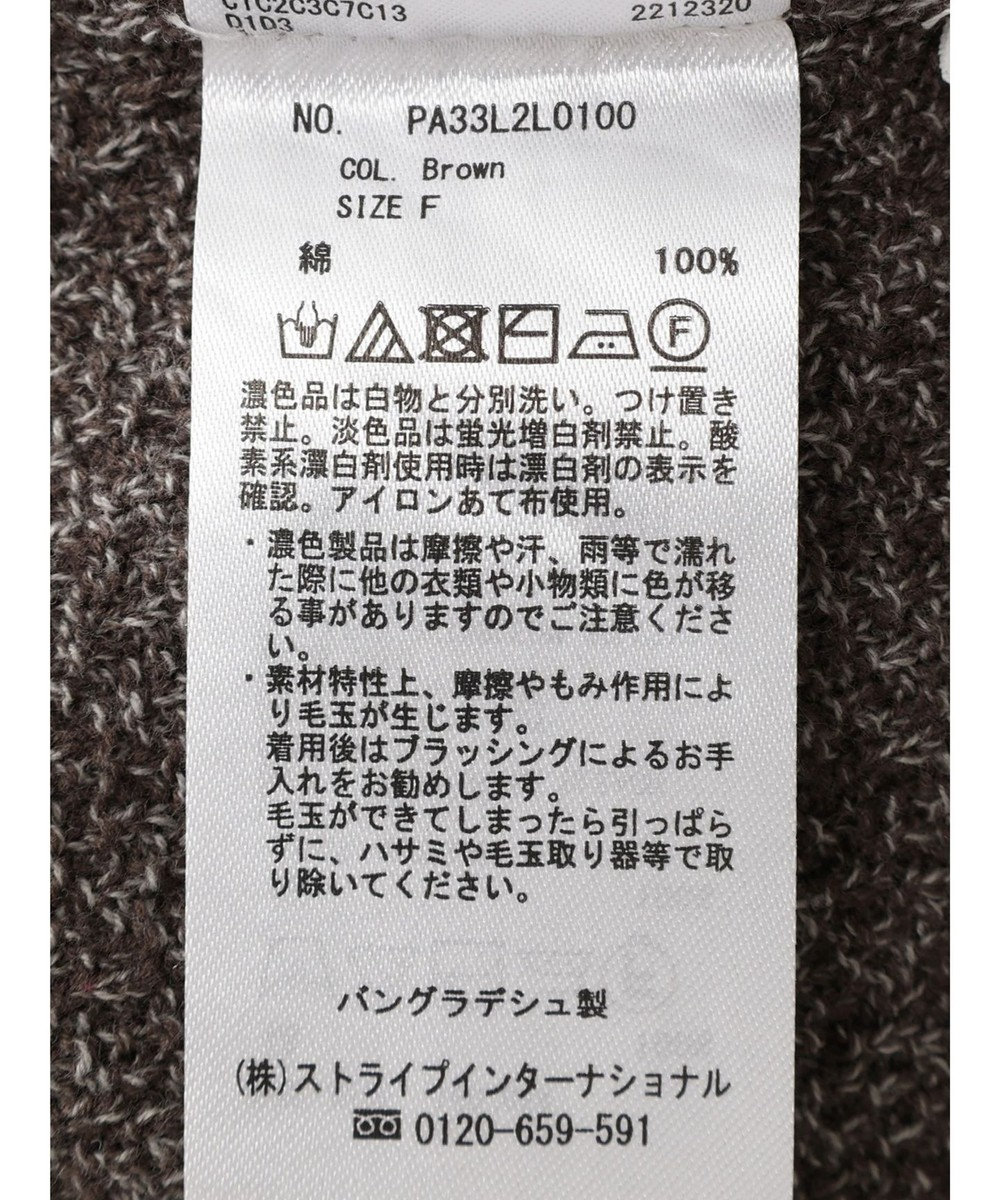 C1C2C3C7C13
2212320
D1D3
NO. PA33L2L0100
COL. Brown
SIZE F
綿 100%
F
濃色品は白物と分別洗い。つけ置き
禁止。淡色品は蛍光増白剤禁止。酸
素系漂白剤使用時は漂白剤の表示を
確認。アイロンあて布使用。
・濃色製品は摩擦や汗、雨等で濡れ
た際に他の衣類や小物類に色が移
る事がありますのでご注意くださ
い。
・素材特性上、摩擦やもみ作用によ
り毛玉が生じます。
着用後はブラッシングによるお手
入れをお勧めします。
毛玉ができてしまったら引っぱら
ずに、ハサミや毛玉取り器等で取
り除いてください。
バングラデシュ製
(株)ストライプインターナショナル
0120-659-591